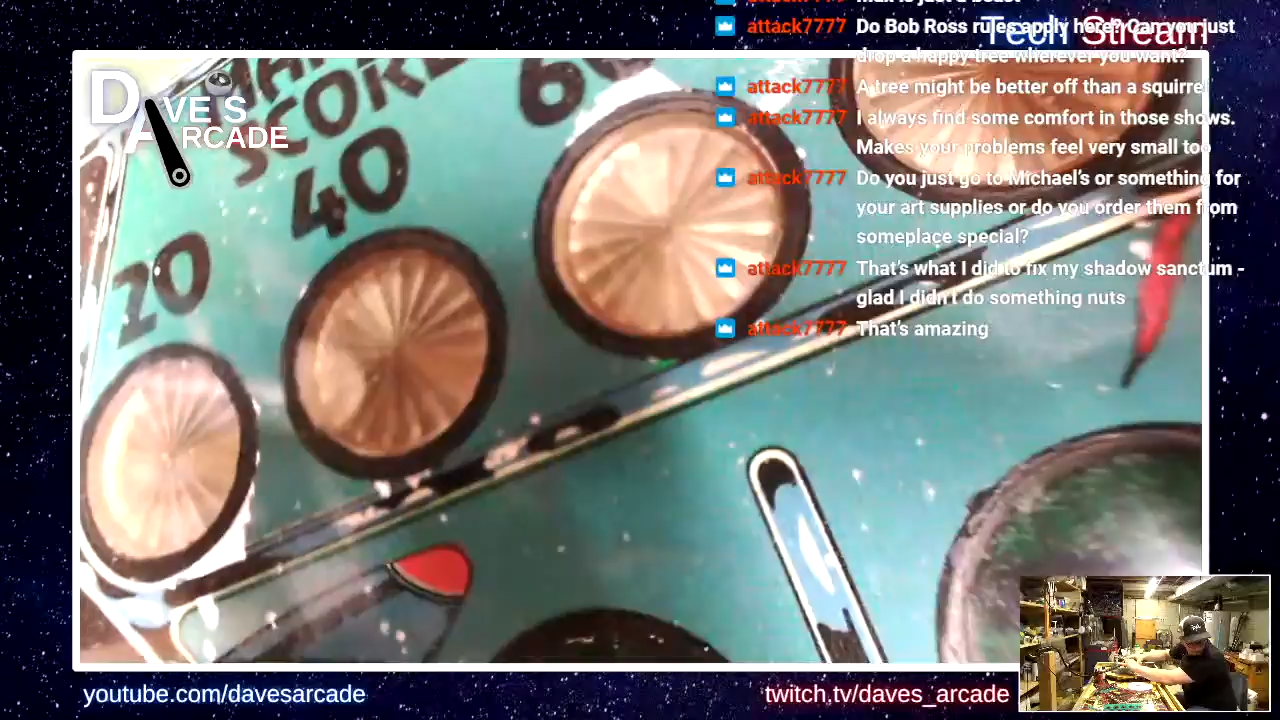 Tech Stream
attack7777 Do Bob Ross rules apply here? Can you just
drop a happy tree wherever you want?
attack7777 A tree might be better off than a squirrel
attack7777 I always find some comfort in those shows.
Makes your problems feel very small too
attack7777 Do you just go to Michael's or something for
your art supplies or do you order them from
someplace special?
attack7777 That's what I did to fix my shadow sanctum -
glad I didn't do something nuts
attack7777 That's amazing
DAVE'S
ARCADE
SCORE
20
40
youtube.com/davesarcade
twitch.tv/daves_arcade